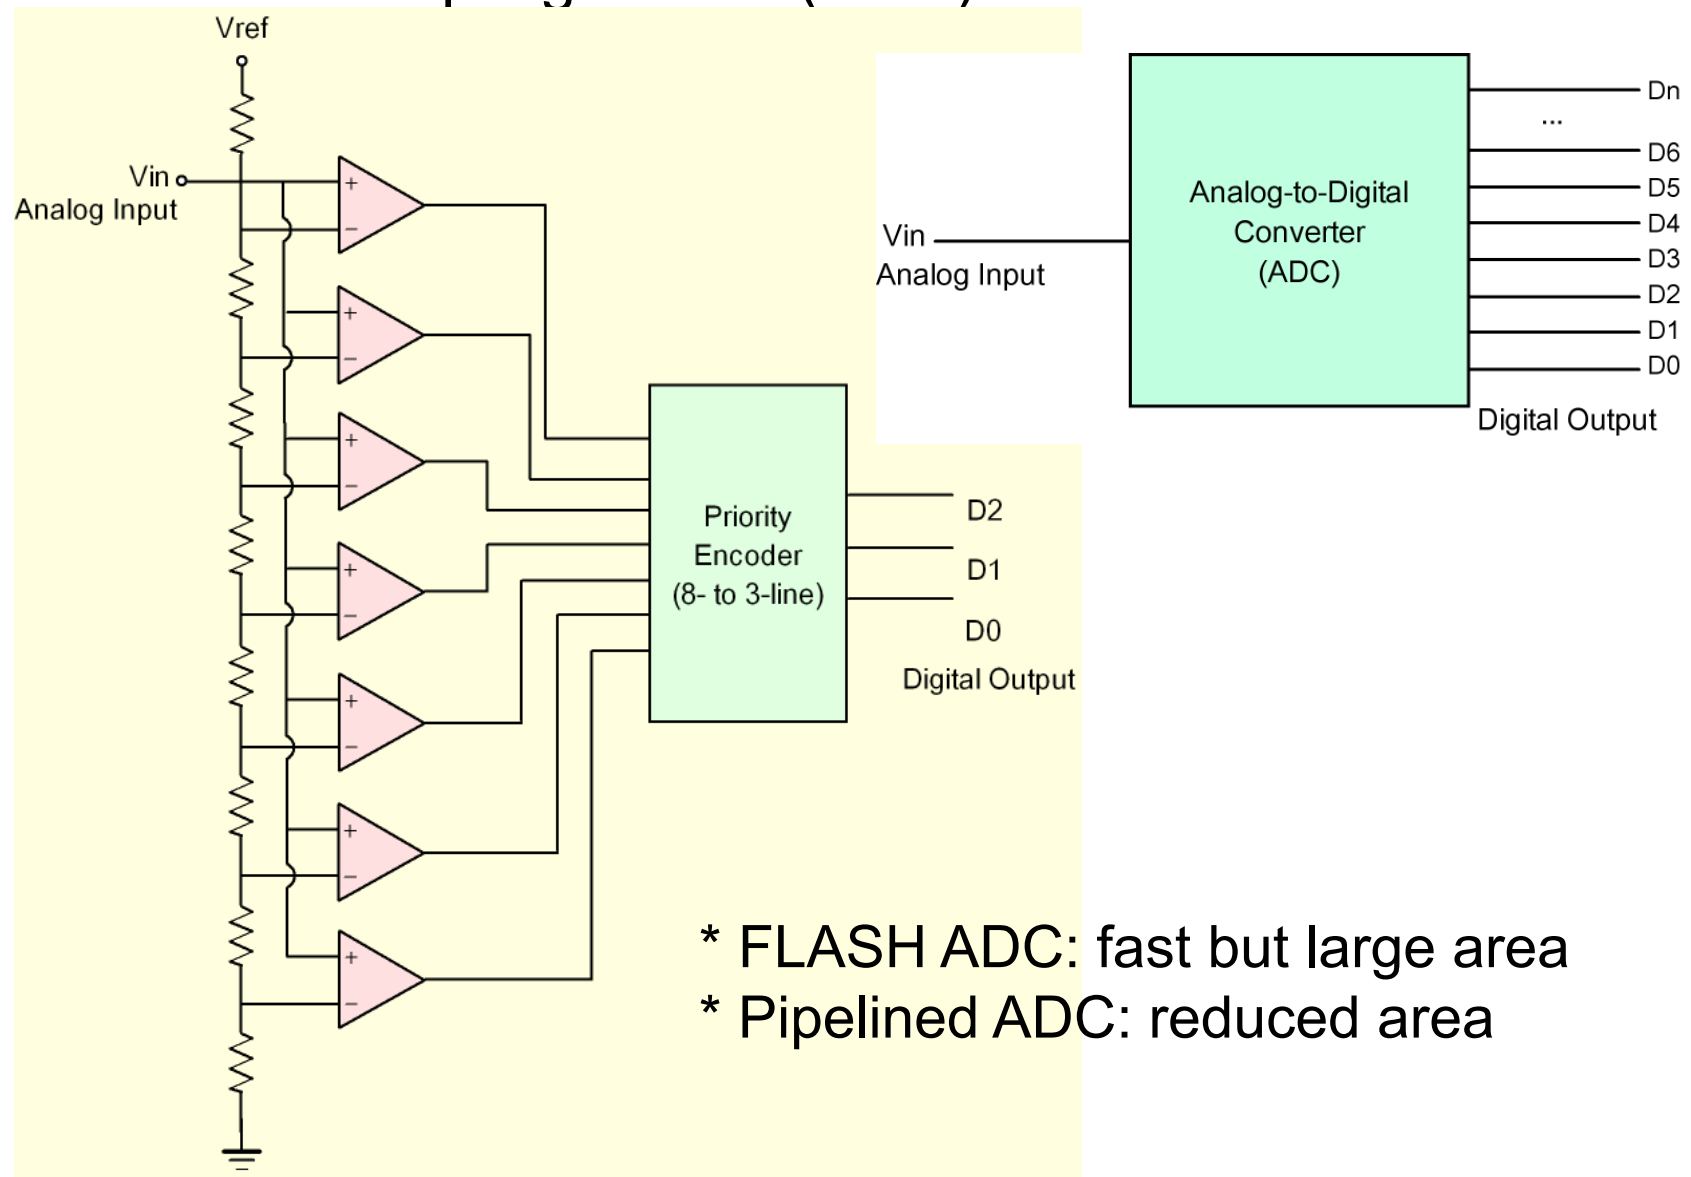 Vref
Vin
Analog Input
+
−
+
−
+
−
+
−
+
−
+
−
+
−
Priority
Encoder
(8- to 3-line)
D2
D1
D0
Digital Output
Vin
Analog Input
Analog-to-Digital
Converter
(ADC)
Dn
...
D6
D5
D4
D3
D2
D1
D0
Digital Output
* FLASH ADC: fast but large area
* Pipelined ADC: reduced area